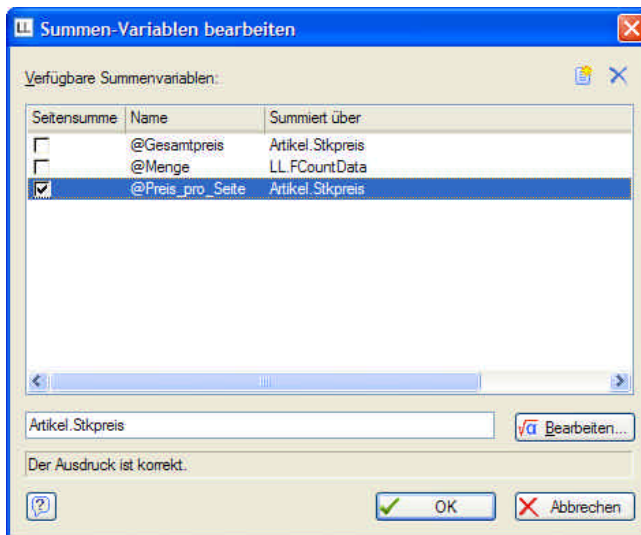 LL Summen-Variablen bearbeiten
Verfügbare Summenvariablen:
Seitensumme Name Summiert über
@Gesamtpreis Artikel.Stkpreis
@Menge LL.FCountData
@Preis_pro_Seite Artikel.Stkpreis
Artikel.Stkpreis
√α Bearbeiten...
Der Ausdruck ist korrekt.
? OK Abbrechen